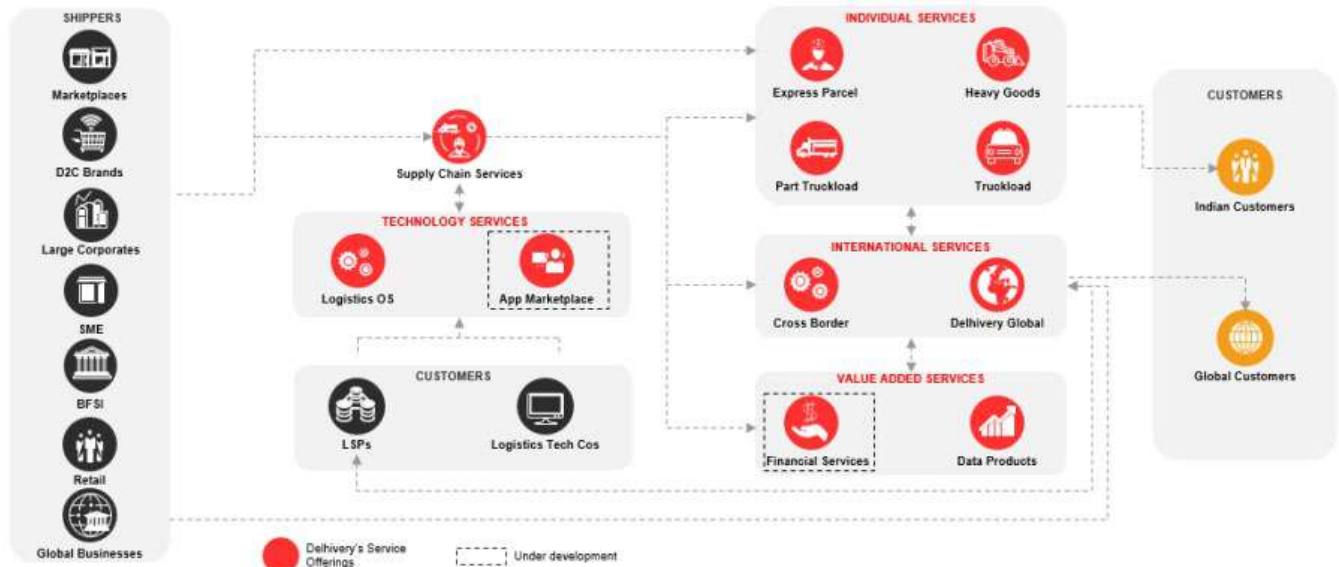 SHIPPERS
Marketplaces
D2C Brands
Large Corporates
SME
BFSI
Retail
Global Businesses
Supply Chain Services
TECHNOLOGY SERVICES
Logistics OS
App Marketplace
CUSTOMERS
LSPs
Logistics Tech Cos
INDIVIDUAL SERVICES
Express Parcel
Heavy Goods
Part Truckload
Truckload
INTERNATIONAL SERVICES
Cross Border
Delhivery Global
VALUE ADDED SERVICES
Financial Services
Data Products
CUSTOMERS
Indian Customers
Global Customers
Delhivery's Service
Offerings
Under development